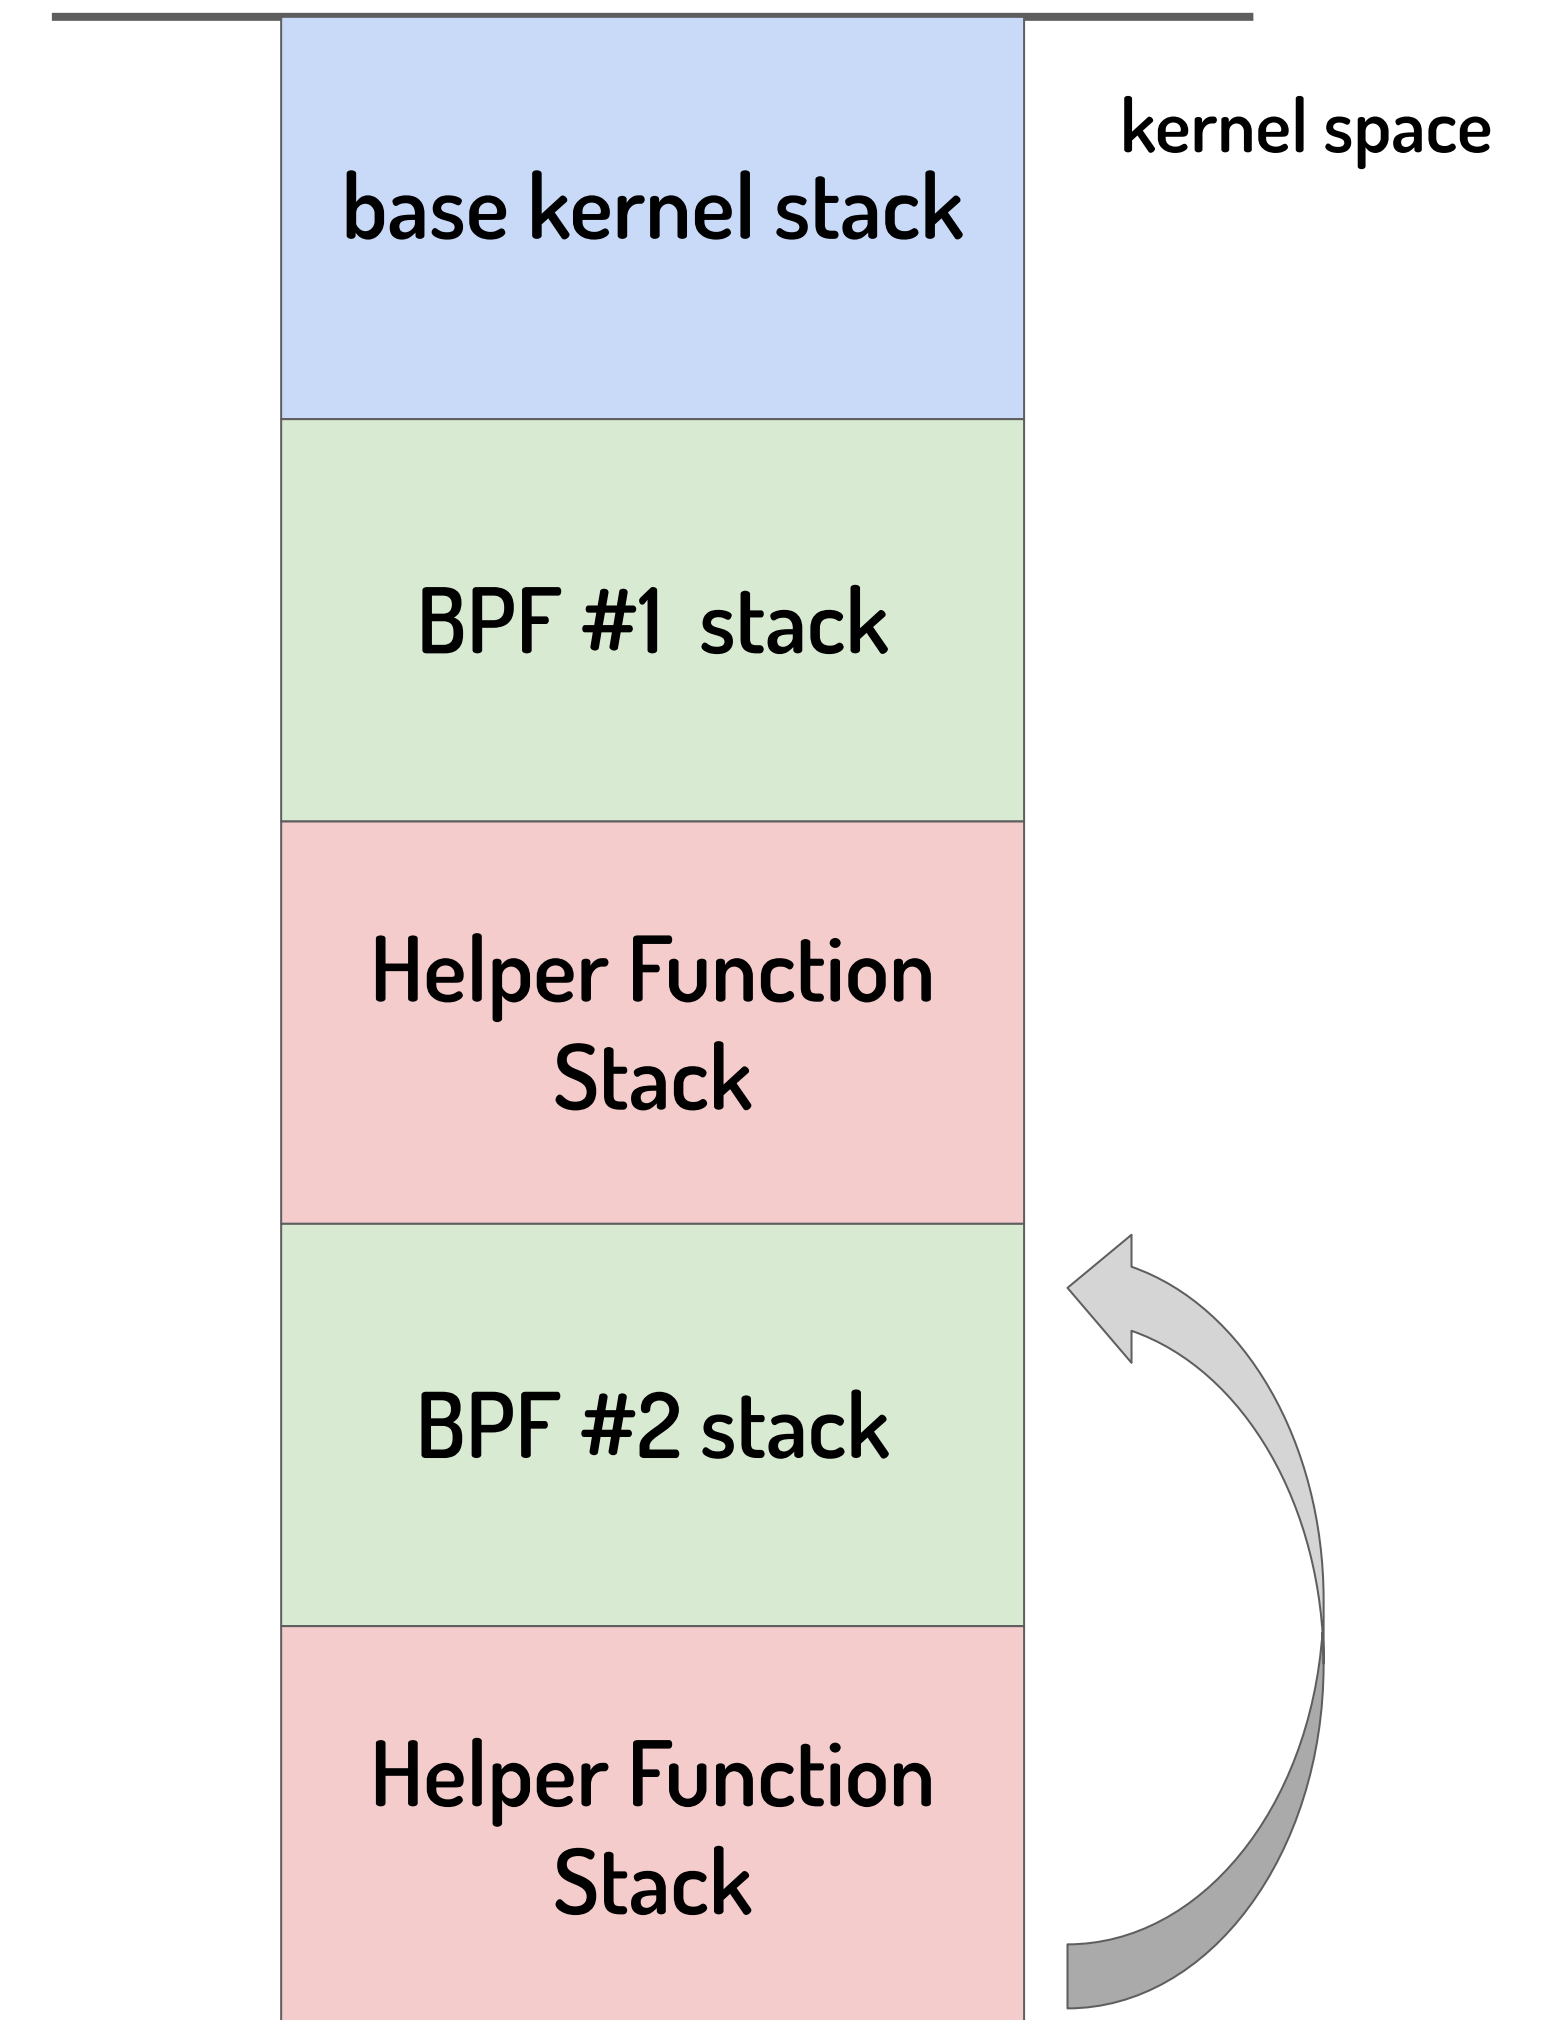 kernel space
base kernel stack
BPF #1 stack
Helper Function
Stack
BPF #2 stack
Helper Function
Stack